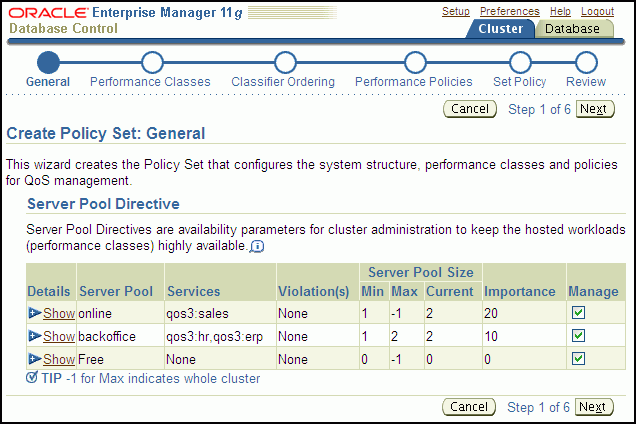 ORACLE Enterprise Manager 11g
Database Control
Setup Preferences Help Logout
Cluster Database
General Performance Classes Classifier Ordering Performance Policies Set Policy Review
Cancel Step 1 of 6 Next
Create Policy Set: General
This wizard creates the Policy Set that configures the system structure, performance classes and policies
for QoS management.
Server Pool Directive
Server Pool Directives are availability parameters for cluster administration to keep the hosted workloads
(performance classes) highly available.
Server Pool Size
Details Server Pool Services Violation(s) Min Max Current Importance Manage
Show online qos3:sales None 1 -1 2 20
Show backoffice qos3:hr,qos3:erp None 1 2 2 10
Show Free None None 0 -1 0 0
TIP -1 for Max indicates whole cluster
Cancel Step 1 of 6 Next